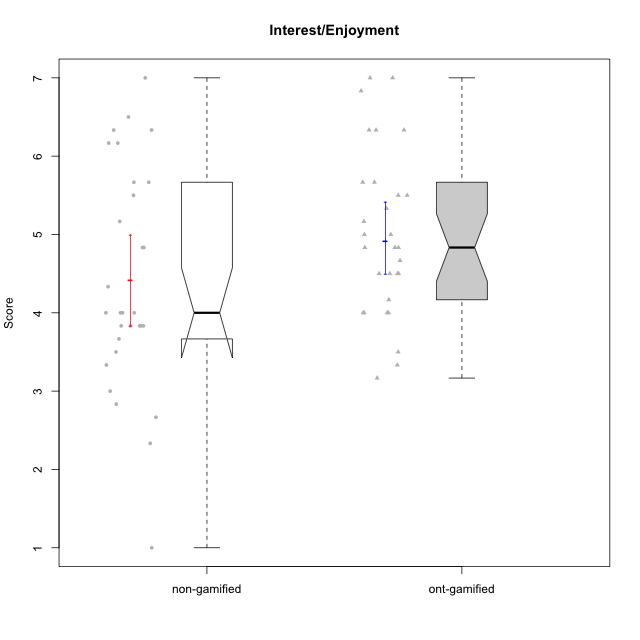 Interest/Enjoyment
Score
7
6
5
4
3
2
1
non-gamified
ont-gamified